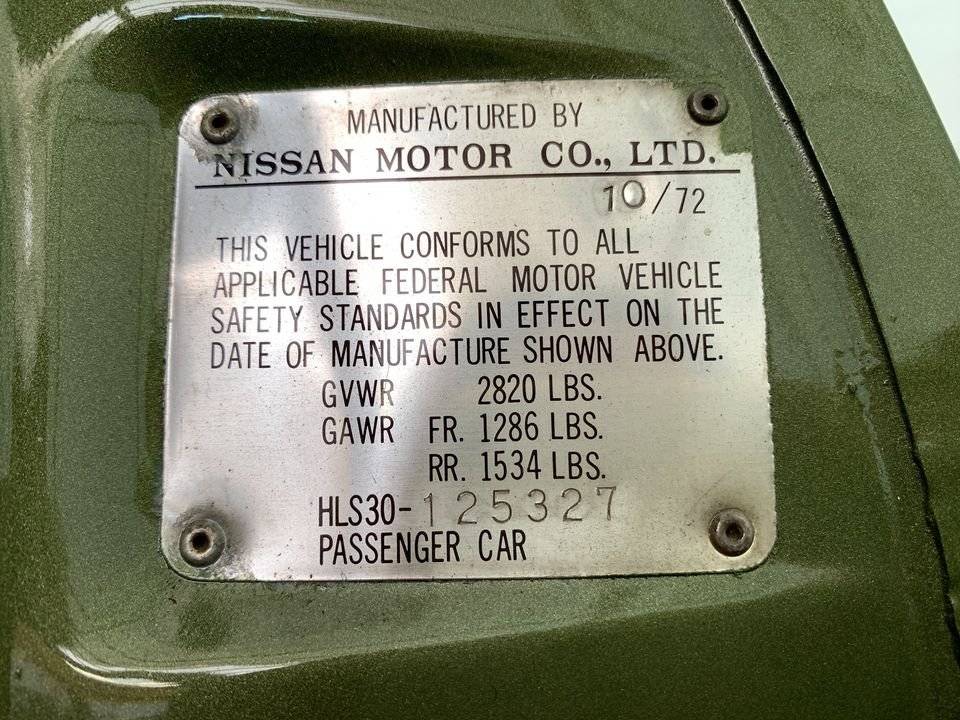 MANUFACTURED BY
NISSAN MOTOR CO., LTD.
10/72
THIS VEHICLE CONFORMS TO ALL
APPLICABLE FEDERAL MOTOR VEHICLE
SAFETY STANDARDS IN EFFECT ON THE
DATE OF MANUFACTURE SHOWN ABOVE.
GVWR 2820 LBS.
GAWR FR. 1286 LBS.
RR. 1534 LBS.
HLS30-125327
PASSENGER CAR